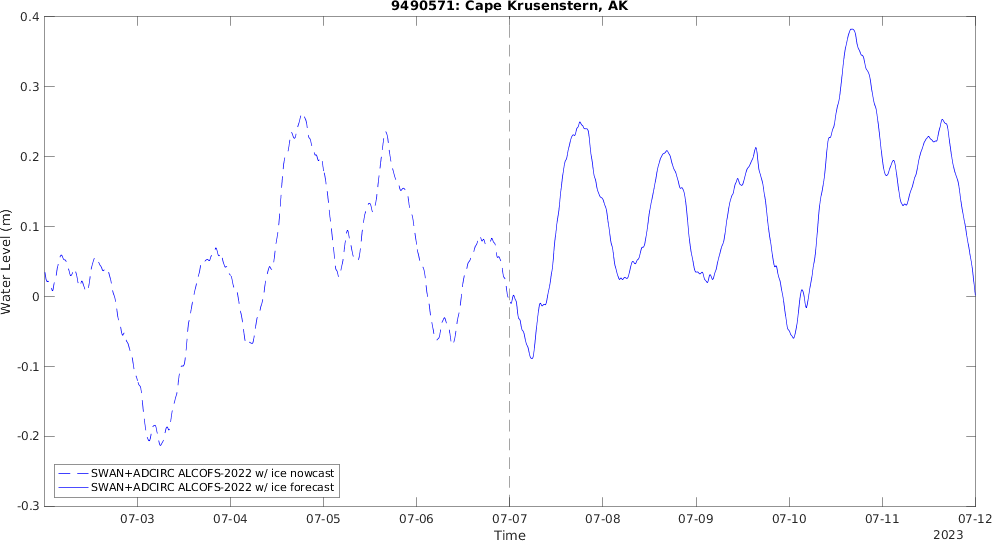 9490571: Cape Krusenstern, AK
0.4
0.3
0.2
0.1
0
-0.1
-0.2
-0.3
Water Level (m)
SWAN+ADCIRC ALCOFS-2022 w/ ice nowcast
SWAN+ADCIRC ALCOFS-2022 w/ ice forecast
07-03 07-04 07-05 07-06 07-07 07-08 07-09 07-10 07-11 07-12
Time
2023